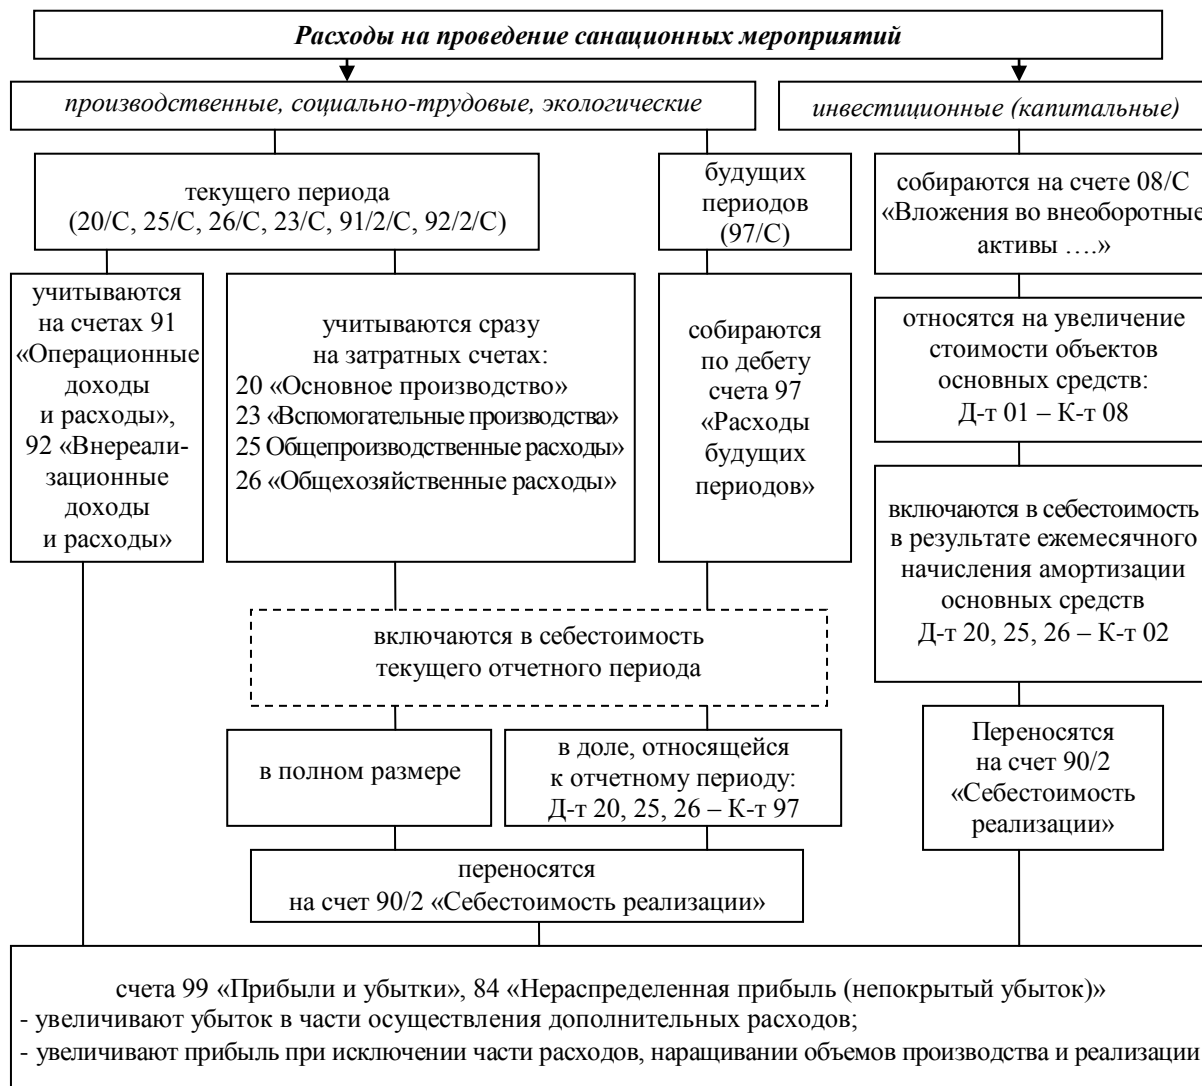 Расходы на проведение санационных мероприятий
производственные, социально-трудовые, экологические
инвестиционные (капитальные)
текущего периода
(20/С, 25/С, 26/С, 23/С, 91/2/С, 92/2/С)
будущих
периодов
(97/С)
собираются на счете 08/С
«Вложения во внеоборотные
активы ….»
учитываются
на счетах 91
«Операционные
доходы
и расходы»,
92 «Внереали-
зационные
доходы
и расходы»
учитываются сразу
на затратных счетах:
20 «Основное производство»
23 «Вспомогательные производства»
25 Общепроизводственные расходы»
26 «Общехозяйственные расходы»
собираются
по дебету
счета 97
«Расходы
будущих
периодов»
относятся на увеличение
стоимости объектов
основных средств:
Д-т 01 – К-т 08
включаются в себестоимость
в результате ежемесячного
начисления амортизации
основных средств
Д-т 20, 25, 26 – К-т 02
включаются в себестоимость
текущего отчетного периода
в полном размере
в доле, относящейся
к отчетному периоду:
Д-т 20, 25, 26 – К-т 97
Переносятся
на счет 90/2
«Себестоимость
реализации»
переносятся
на счет 90/2 «Себестоимость реализации»
счета 99 «Прибыли и убытки», 84 «Нераспределенная прибыль (непокрытый убыток)»
- увеличивают убыток в части осуществления дополнительных расходов;
- увеличивают прибыль при исключении части расходов, наращивании объемов производства и реализации